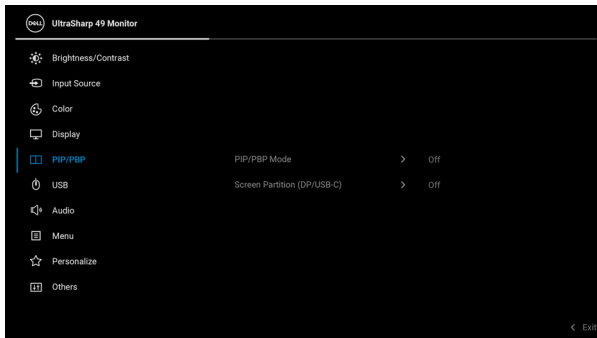 DELL UltraSharp 49 Monitor
Brightness/Contrast
Input Source
Color
Display
PIP/PBP PIP/PBP Mode > Off
USB Screen Partition (DP/USB-C) > Off
Audio
Menu
Personalize
Others
< Exit